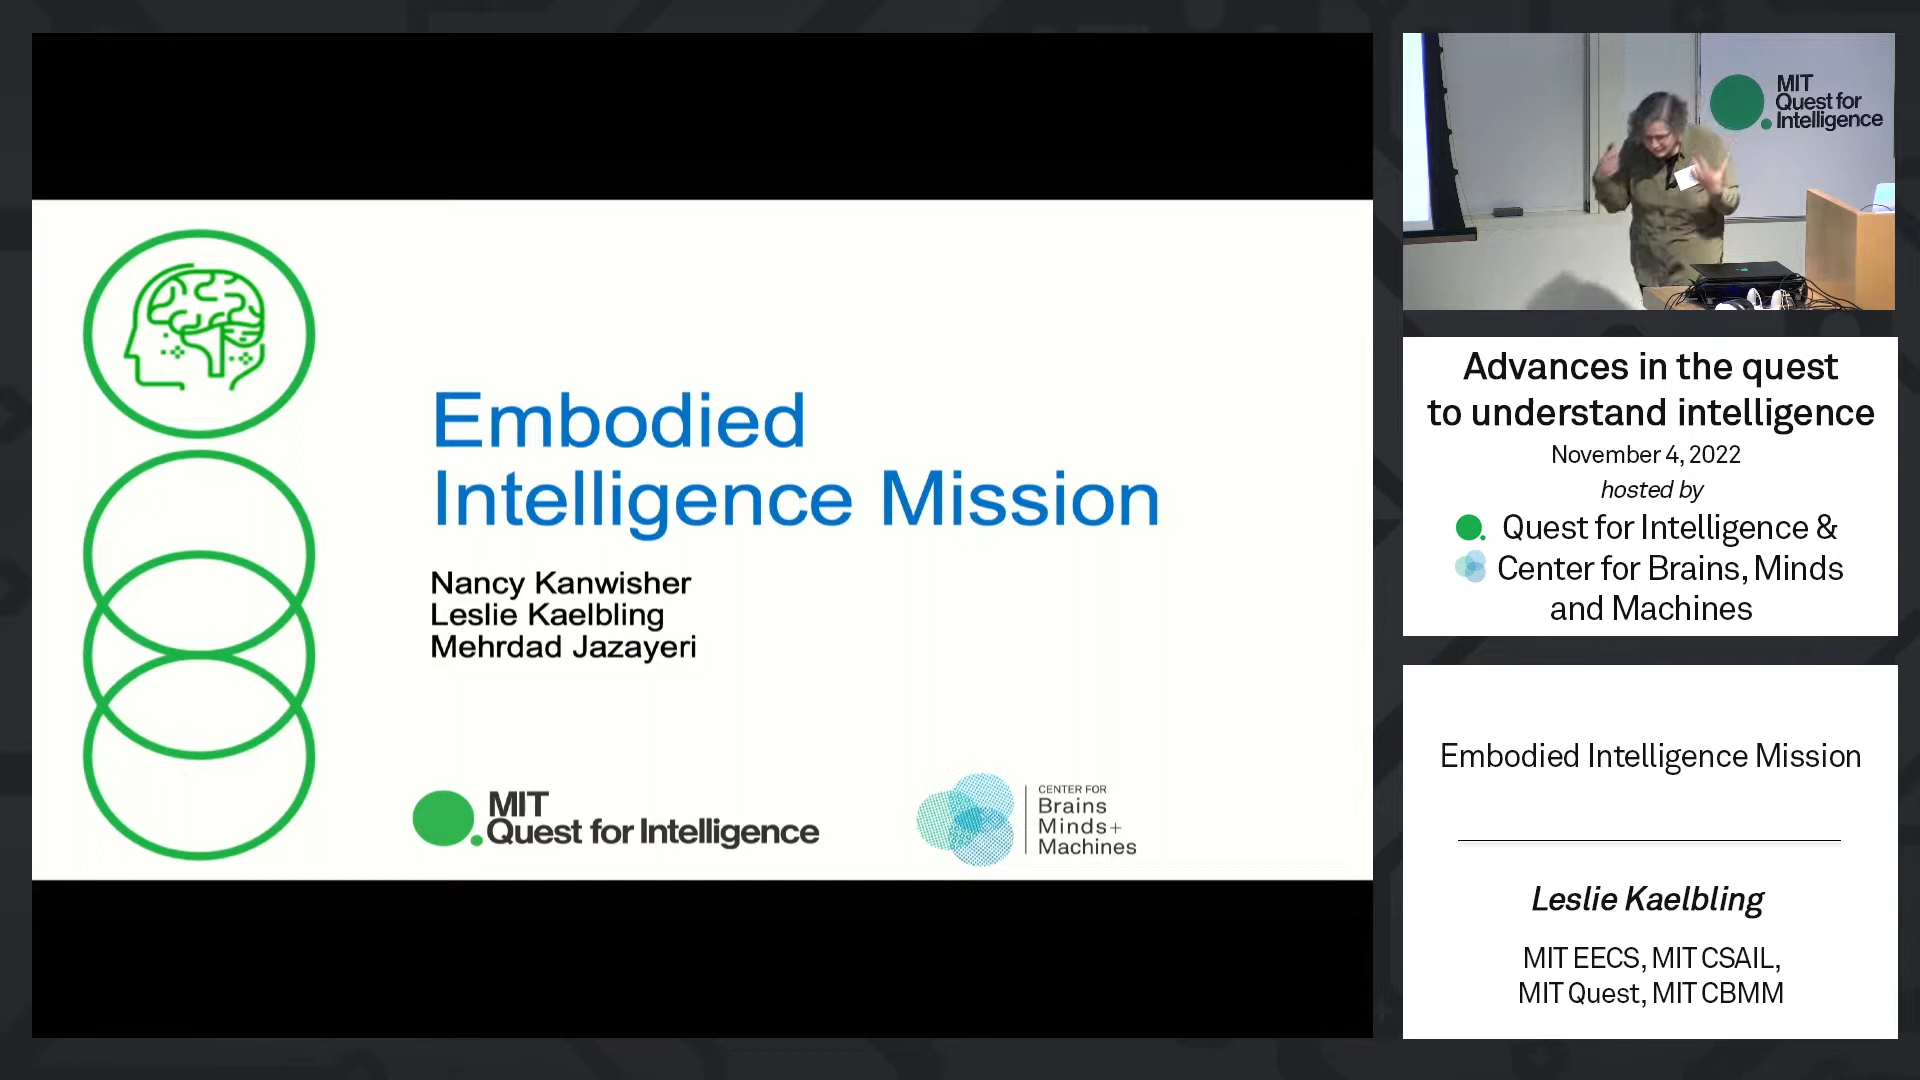 Embodied
Intelligence Mission
Nancy Kanwisher
Leslie Kaelbling
Mehrdad Jazayeri
MIT
Quest for Intelligence
CENTER FOR
Brains
Minds+
Machines
MIT
Quest for
Intelligence
Advances in the quest
to understand intelligence
November 4, 2022
hosted by
Quest for Intelligence &
Center for Brains, Minds
and Machines
Embodied Intelligence Mission
Leslie Kaelbling
MIT EECS, MIT CSAIL,
MIT Quest, MIT CBMM